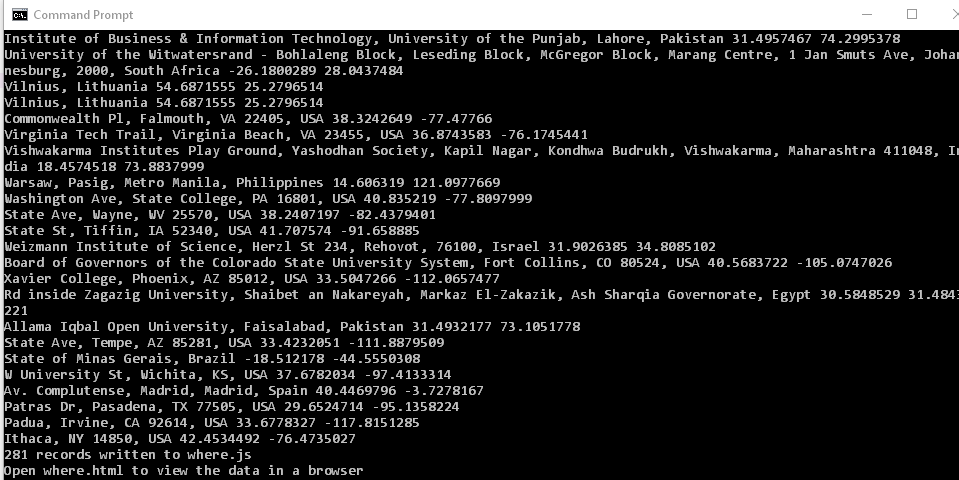 Command Prompt
Institute of Business & Information Technology, University of the Punjab, Lahore, Pakistan 31.4957467 74.2995378
University of the Witwatersrand - Bohlaleng Block, Leseding Block, McGregor Block, Marang Centre, 1 Jan Smuts Ave, Johan
nesburg, 2000, South Africa -26.1800289 28.0437484
Vilnius, Lithuania 54.6871555 25.2796514
Vilnius, Lithuania 54.6871555 25.2796514
Commonwealth Pl, Falmouth, VA 22405, USA 38.3242649 -77.47766
Virginia Tech Trail, Virginia Beach, VA 23455, USA 36.8743583 -76.1745441
Vishwakarma Institutes Play Ground, Yashodhan Society, Kapil Nagar, Kondhwa Budrukh, Vishwakarma, Maharashtra 411048, In
dia 18.4574518 73.8837999
Warsaw, Pasig, Metro Manila, Philippines 14.606319 121.0977669
Washington Ave, State College, PA 16801, USA 40.835219 -77.8097999
State Ave, Wayne, WV 25570, USA 38.2407197 -82.4379401
State St, Tiffin, IA 52340, USA 41.707574 -91.658885
Weizmann Institute of Science, Herzl St 234, Rehovot, 76100, Israel 31.9026385 34.8085102
Board of Governors of the Colorado State University System, Fort Collins, CO 80524, USA 40.5683722 -105.0747026
Xavier College, Phoenix, AZ 85012, USA 33.5047266 -112.0657477
Rd inside Zagazig University, Shaibet an Nakareyah, Markaz El-Zakazik, Ash Sharqia Governorate, Egypt 30.5848529 31.4843
221
Allama Iqbal Open University, Faisalabad, Pakistan 31.4932177 73.1051778
State Ave, Tempe, AZ 85281, USA 33.4232051 -111.8879509
State of Minas Gerais, Brazil -18.512178 -44.5550308
W University St, Wichita, KS, USA 37.6782034 -97.4133314
Av. Complutense, Madrid, Madrid, Spain 40.4469796 -3.7278167
Patras Dr, Pasadena, TX 77505, USA 29.6524714 -95.1358224
Padua, Irvine, CA 92614, USA 33.6778327 -117.8151285
Ithaca, NY 14850, USA 42.4534492 -76.4735027
281 records written to where.js
Open where.html to view the data in a browser